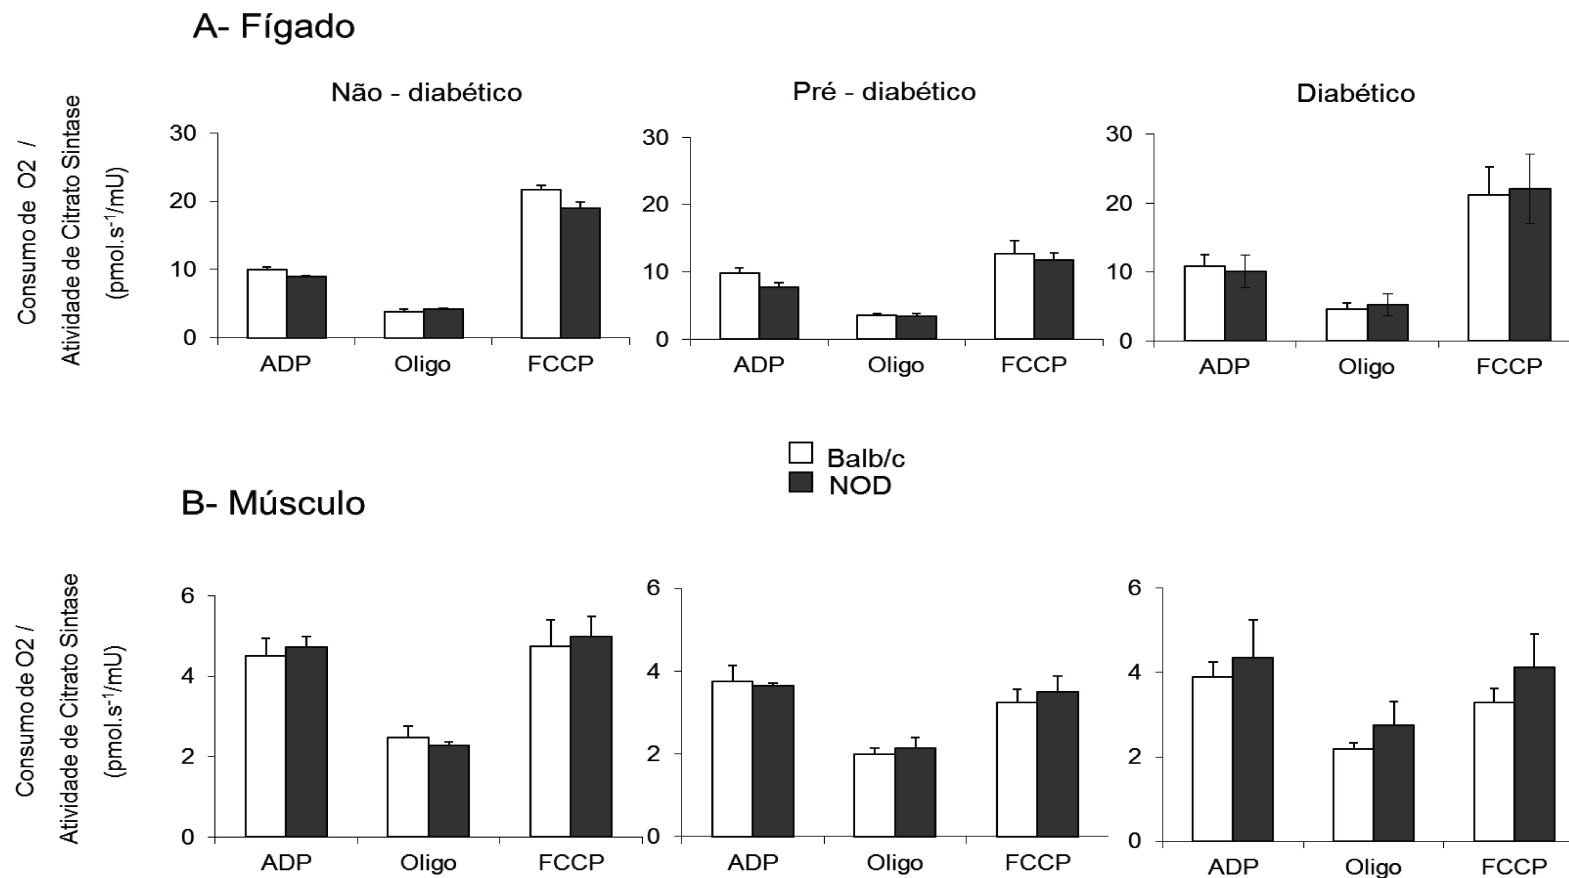 A- Fígado
Não - diabético
Pré - diabético
Diabético
Consumo de O2 /
Atividade de Citrato Sintase
(pmol.s⁻¹/mU)
30
20
10
0
ADP Oligo FCCP
30
20
10
0
ADP Oligo FCCP
30
20
10
0
ADP Oligo FCCP
Balb/c
NOD
B- Músculo
Consumo de O2 /
Atividade de Citrato Sintase
(pmol.s⁻¹/mU)
6
4
2
0
ADP Oligo FCCP
6
4
2
0
ADP Oligo FCCP
6
4
2
0
ADP Oligo FCCP